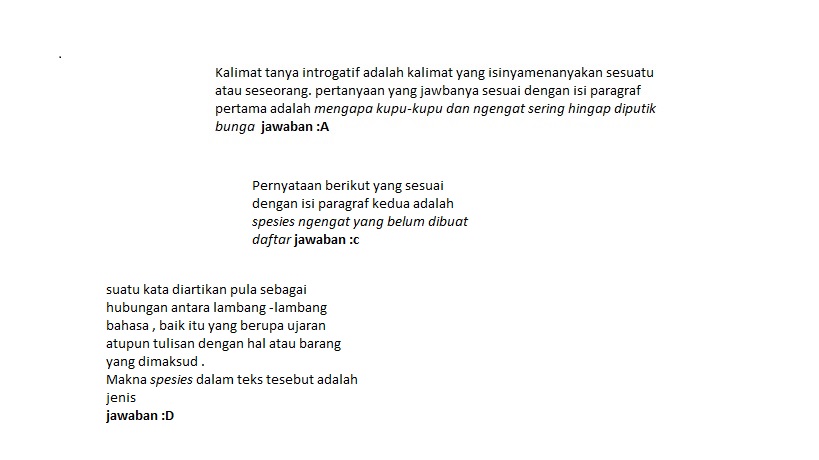 .
Kalimat tanya introgatif adalah kalimat yang isinyamenanyakan sesuatu
atau seseorang. pertanyaan yang jawbanya sesuai dengan isi paragraf
pertama adalah mengapa kupu-kupu dan ngengat sering hingap diputik
bunga jawaban :A
Pernyataan berikut yang sesuai
dengan isi paragraf kedua adalah
spesies ngengat yang belum dibuat
daftar jawaban :c
suatu kata diartikan pula sebagai
hubungan antara lambang -lambang
bahasa , baik itu yang berupa ujaran
atupun tulisan dengan hal atau barang
yang dimaksud .
Makna spesies dalam teks tesebut adalah
jenis
jawaban :D